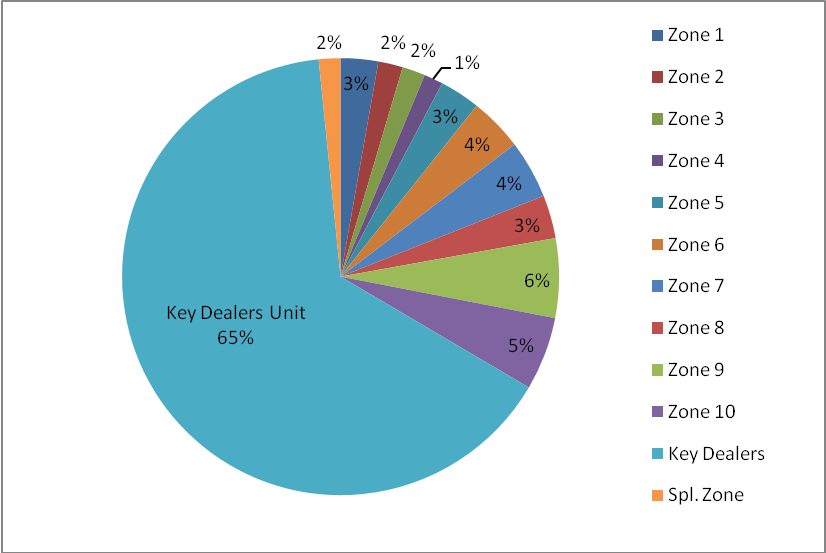 2%
3%
2%
2%
1%
3%
4%
4%
3%
6%
5%
Key Dealers Unit
65%
Zone 1
Zone 2
Zone 3
Zone 4
Zone 5
Zone 6
Zone 7
Zone 8
Zone 9
Zone 10
Key Dealers
Spl. Zone